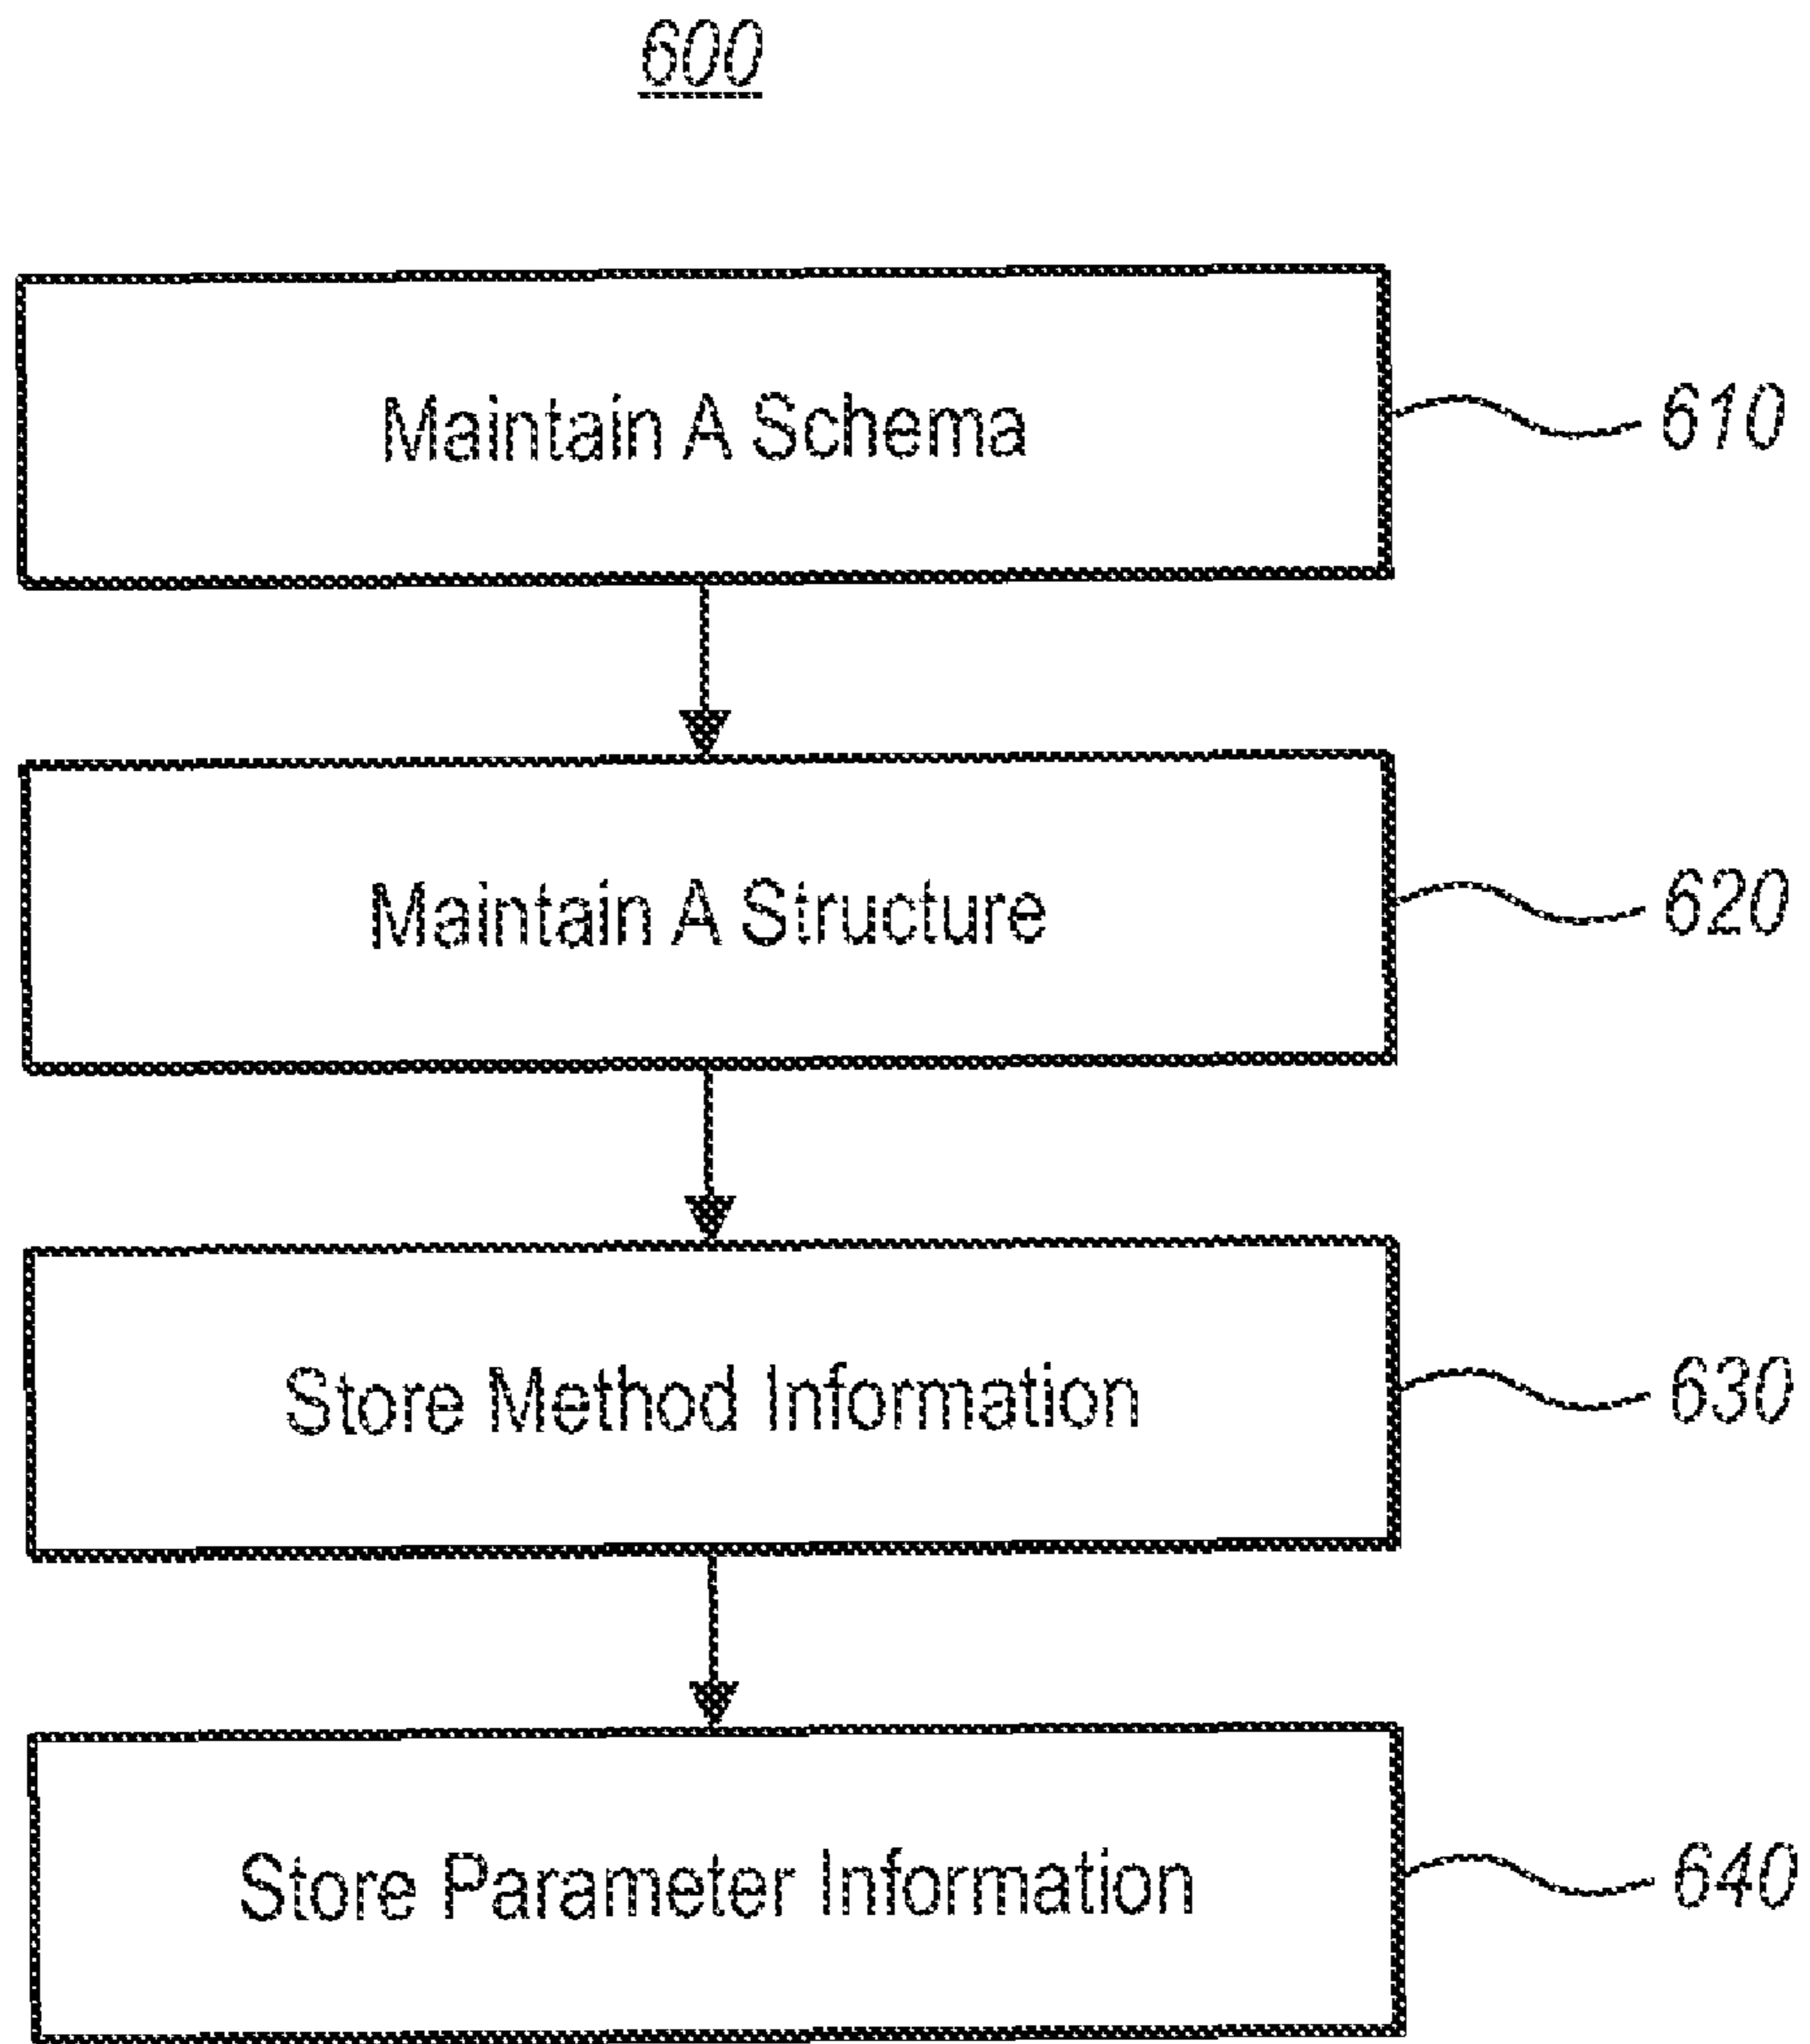 600
Maintain A Schema
610
Maintain A Structure
620
Store Method Information
630
Store Parameter Information
640